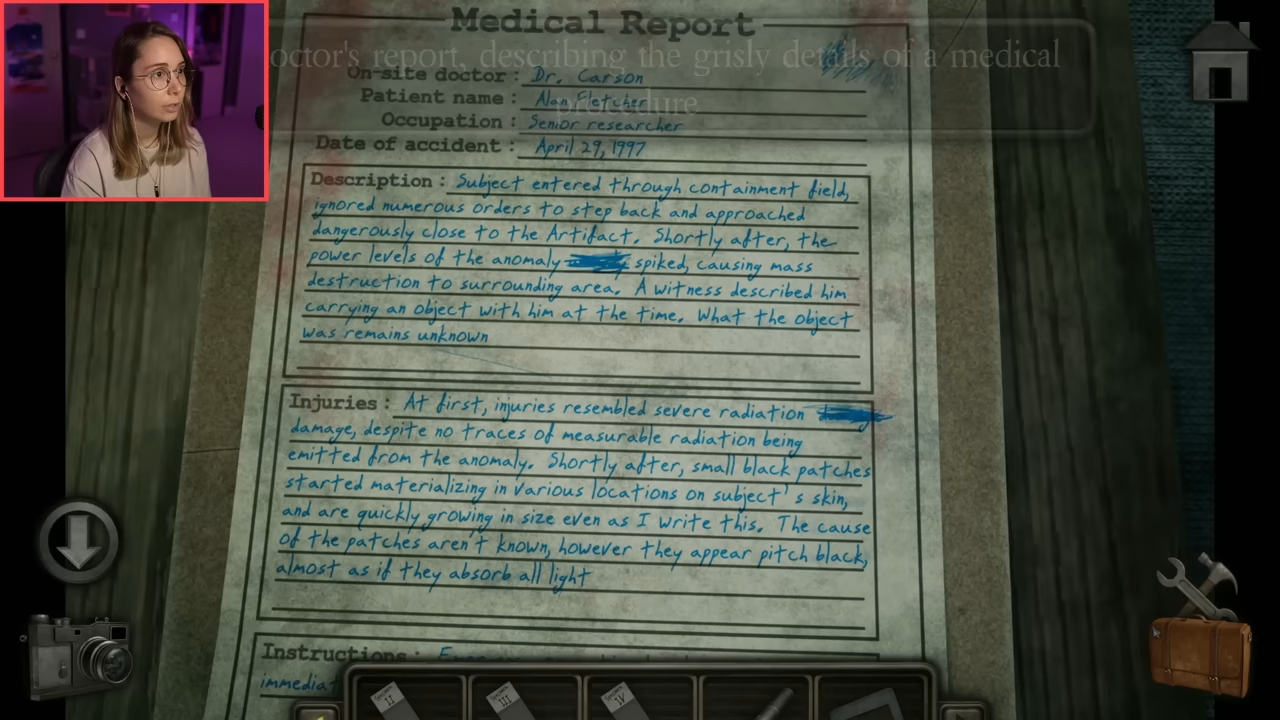 Medical Report
octor's report, describing the grisly details of a medical
procedure
On-site doctor : Dr. Carson
Patient name : Alan Fletcher
Occupation : Senior researcher
Date of accident : April 29, 1997
Description : Subject entered through containment field,
ignored numerous orders to step back and approached
dangerously close to the Artifact. Shortly after, the
power levels of the anomaly spiked, causing mass
destruction to surrounding area. A witness described him
carrying an object with him at the time. What the object
was remains unknown
Injuries : At first, injuries resembled severe radiation
damage, despite no traces of measurable radiation being
emitted from the anomaly. Shortly after, small black patches
started materializing in various locations on subject's skin,
and are quickly growing in size even as I write this. The cause
of the patches aren't known, however they appear pitch black,
almost as if they absorb all light
Instructions :
immediat
II
III
IV